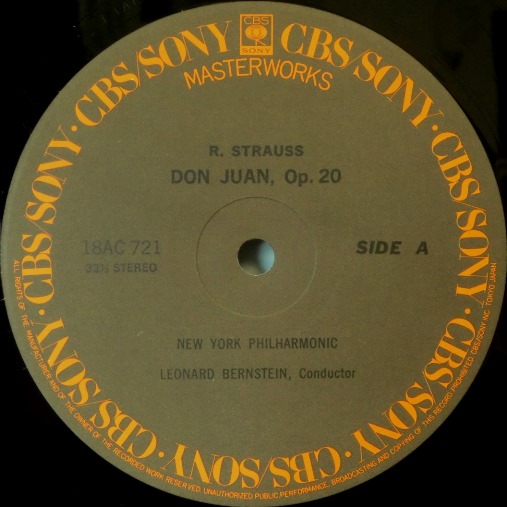 CBS/SONY · CBS/SONY · CBS/SONY · CBS/SONY · CBS/SONY · CBS/SONY · CBS/SONY · CBS/SONY · CBS/SONY
CBS
SONY
MASTERWORKS
R. STRAUSS
DON JUAN, Op. 20
18AC 721
33⅓ STEREO
SIDE A
NEW YORK PHILHARMONIC
LEONARD BERNSTEIN, Conductor
ALL RIGHTS OF THE MANUFACTURER AND OF THE OWNER OF THE RECORDED WORK RESERVED. UNAUTHORIZED PUBLIC PERFORMANCE, BROADCASTING AND COPYING OF THIS RECORD PROHIBITED·CBS/SONY INC. TOKYO JAPAN